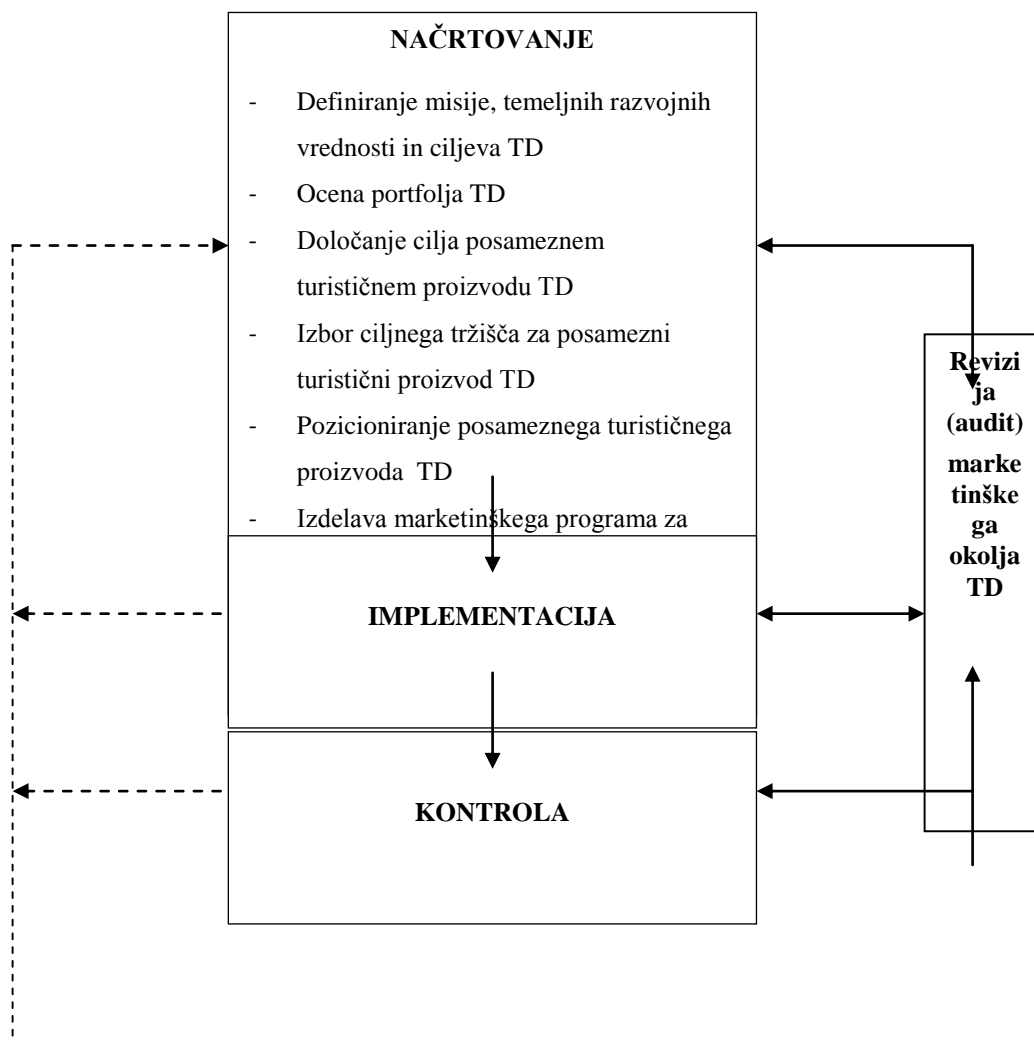 NAČRTOVANJE
- Definiranje misije, temeljnih razvojnih
vrednosti in ciljeva TD
- Ocena portfolja TD
- Določanje cilja posameznem
turističnem proizvodu TD
- Izbor ciljnega tržišča za posamezni
turistični proizvod TD
- Pozicioniranje posameznega turističnega
proizvoda TD
- Izdelava marketinškega programa za
IMPLEMENTACIJA
KONTROLA
Revizi
ja
(audit)
marke
tinške
ga
okolja
TD